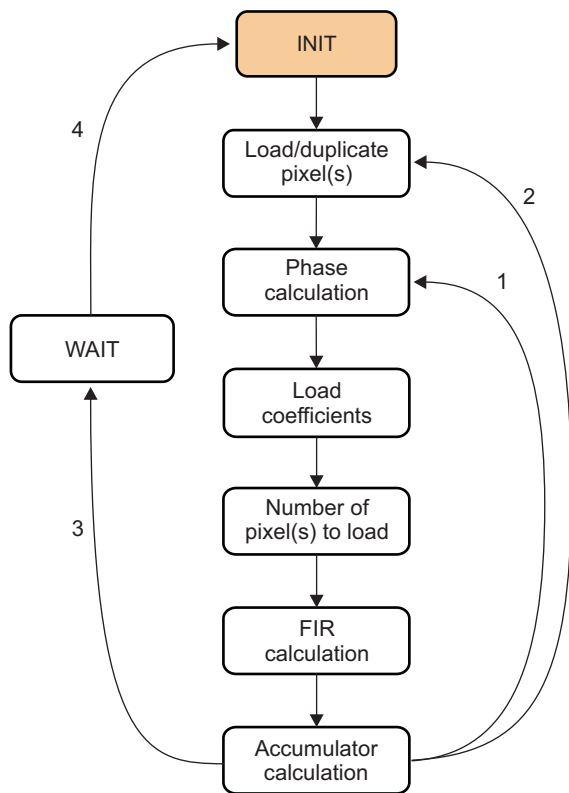 INIT
4
Load/duplicate
pixel(s)
2
Phase
calculation
1
WAIT
Load
coefficients
Number of
pixel(s) to load
3
FIR
calculation
Accumulator
calculation